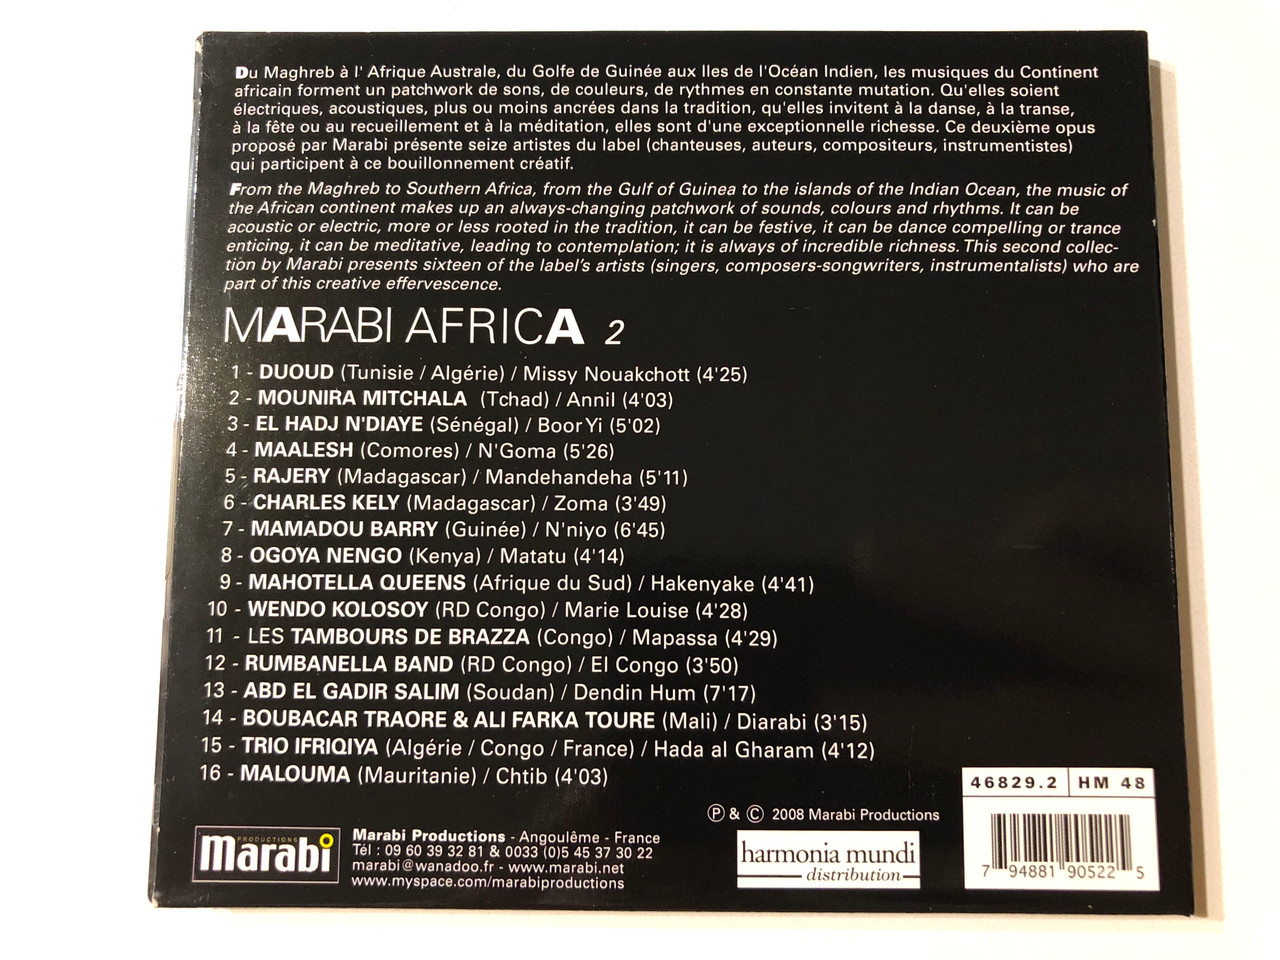 Du Maghreb à l' Afrique Australe, du Golfe de Guinée aux Iles de l'Océan Indien, les musiques du Continent
africain forment un patchwork de sons, de couleurs, de rythmes en constante mutation. Qu'elles soient
électriques, acoustiques, plus ou moins ancrées dans la tradition, qu'elles invitent à la danse, à la transe,
à la fête ou au recueillement et à la méditation, elles sont d'une exceptionnelle richesse. Ce deuxième opus
proposé par Marabi présente seize artistes du label (chanteuses, auteurs, compositeurs, instrumentistes)
qui participent à ce bouillonnement créatif.
From the Maghreb to Southern Africa, from the Gulf of Guinea to the islands of the Indian Ocean, the music of
the African continent makes up an always-changing patchwork of sounds, colours and rhythms. It can be
acoustic or electric, more or less rooted in the tradition, it can be festive, it can be dance compelling or trance
enticing, it can be meditative, leading to contemplation; it is always of incredible richness. This second collec-
tion by Marabi presents sixteen of the label's artists (singers, composers-songwriters, instrumentalists) who are
part of this creative effervescence.
MARABI AFRICA 2
1 - DUOUD (Tunisie / Algérie) / Missy Nouakchott (4'25)
2 - MOUNIRA MITCHALA (Tchad) / Annil (4'03)
3 - EL HADJ N'DIAYE (Sénégal) / Boor Yi (5'02)
4 - MAALESH (Comores) / N'Goma (5'26)
5 - RAJERY (Madagascar) / Mandehandeha (5'11)
6 - CHARLES KELY (Madagascar) / Zoma (3'49)
7 - MAMADOU BARRY (Guinée) / N'niyo (6'45)
8 - OGOYA NENGO (Kenya) / Matatu (4'14)
9 - MAHOTELLA QUEENS (Afrique du Sud) / Hakenyake (4'41)
10 - WENDO KOLOSOY (RD Congo) / Marie Louise (4'28)
11 - LES TAMBOURS DE BRAZZA (Congo) / Mapassa (4'29)
12 - RUMBANELLA BAND (RD Congo) / El Congo (3'50)
13 - ABD EL GADIR SALIM (Soudan) / Dendin Hum (7'17)
14 - BOUBACAR TRAORE & ALI FARKA TOURE (Mali) / Diarabi (3'15)
15 - TRIO IFRIQIYA (Algérie / Congo / France) / Hada al Gharam (4'12)
16 - MALOUMA (Mauritanie) / Chtib (4'03)
46829.2 HM 48
℗ & © 2008 Marabi Productions
PRODUCTIONS
marabi
Marabi Productions - Angoulême - France
Tél : 09 60 39 32 81 & 0033 (0)5 45 37 30 22
marabi@wanadoo.fr - www.marabi.net
www.myspace.com/marabiproductions
harmonia mundi
distribution
7 94881 90522 5